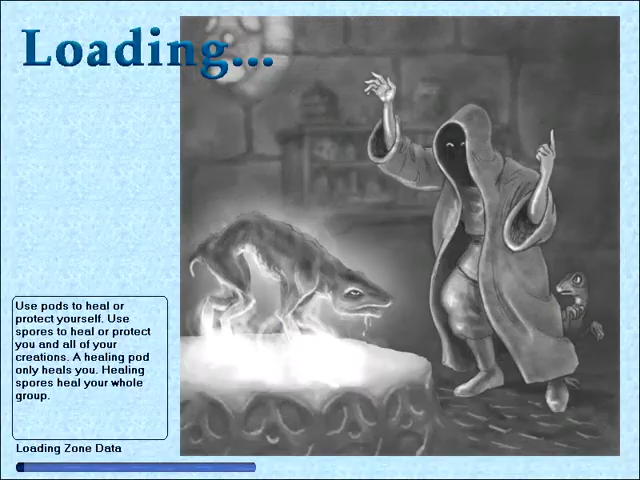 Loading...
Use pods to heal or
protect yourself. Use
spores to heal or protect
you and all of your
creations. A healing pod
only heals you. Healing
spores heal your whole
group.
Loading Zone Data